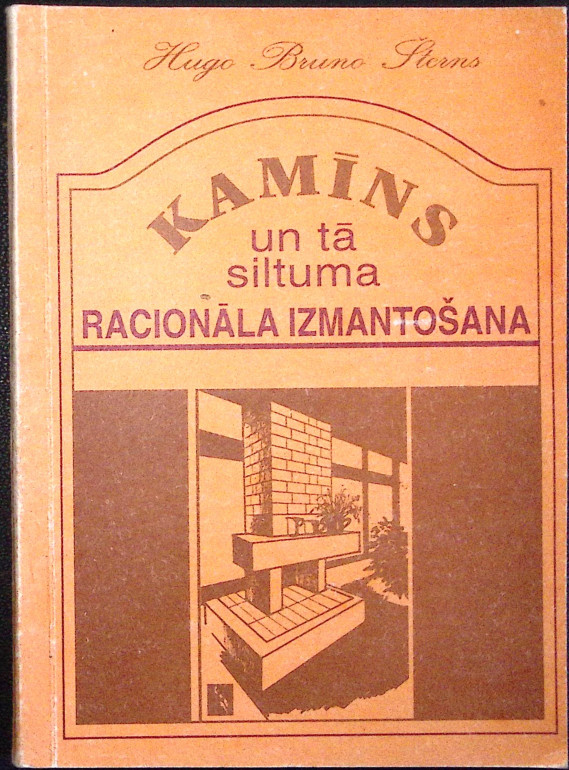 Hugo Bruno Šterns
KAMĪNS
un tā
siltuma
RACIONĀLA IZMANTOŠANA